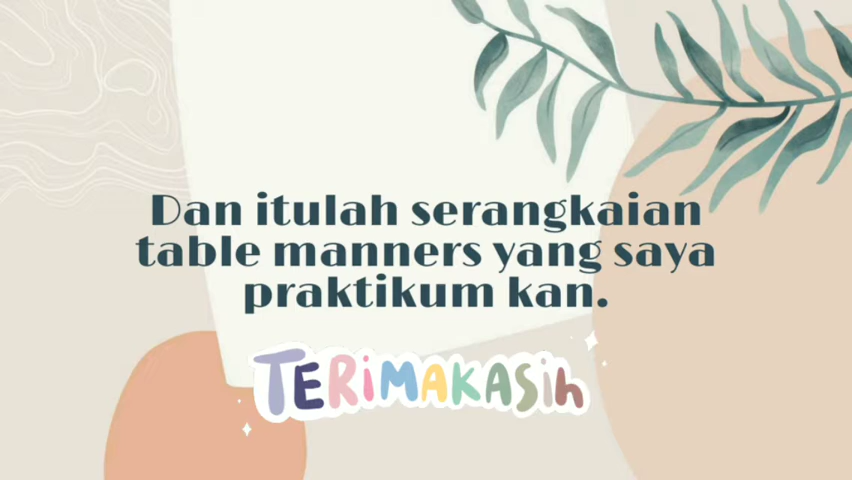 Dan itulah serangkaian
table manners yang saya
praktikum kan.
TERIMAKASih